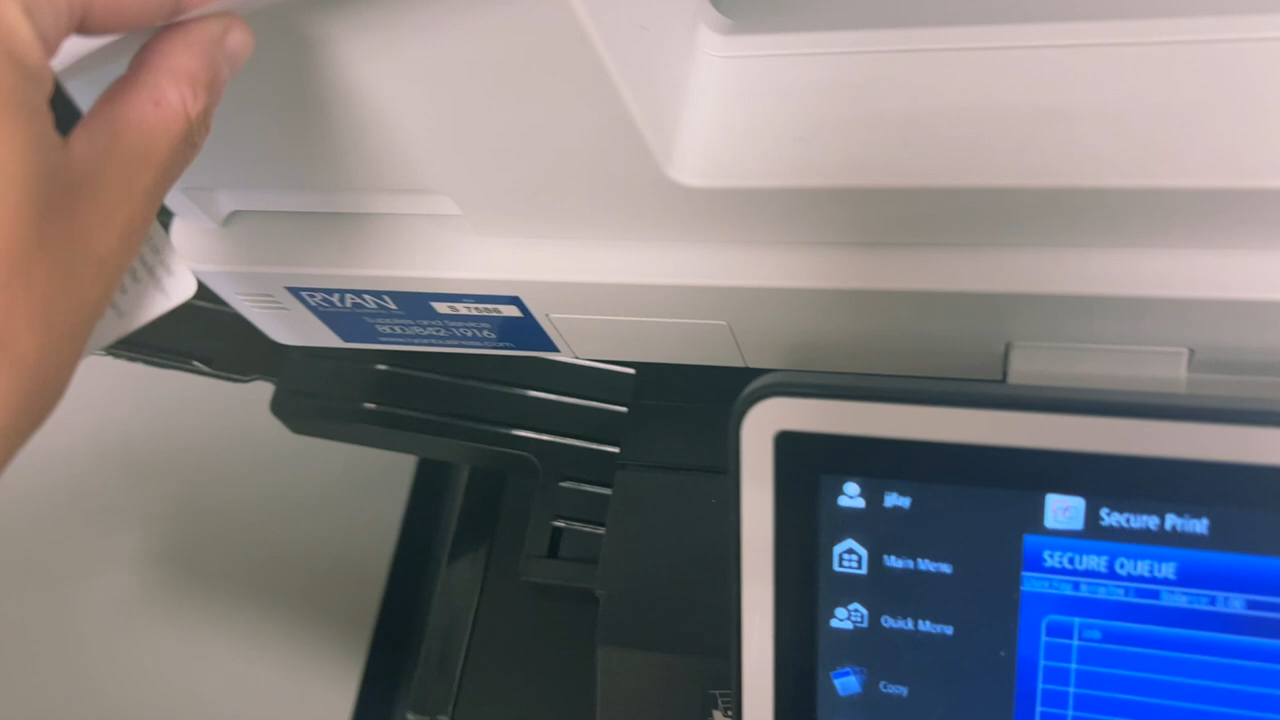 RYAN
S 7586
Supplies and Service
800/842-1916
www.ryanbusiness.com
Secure Print
Main Menu
SECURE QUEUE
Quick Menu
Job
Copy